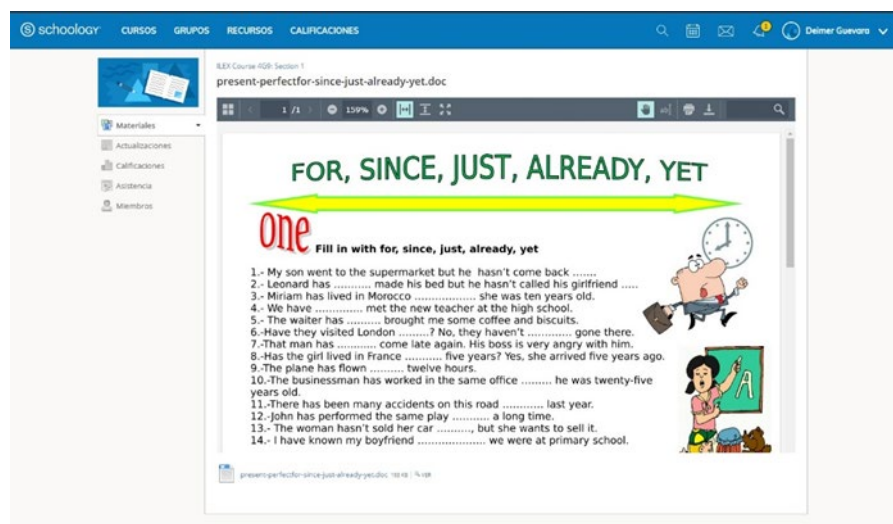 schoology CURSOS GRUPOS RECURSOS CALIFICACIONES 2 Deimer Guevara
ILEX Course 4G9: Section 1
present-perfectfor-since-just-already-yet.doc
1 /1 159%
Materiales
Actualizaciones
Calificaciones
Asistencia
Miembros
FOR, SINCE, JUST, ALREADY, YET
one
Fill in with for, since, just, already, yet
1.- My son went to the supermarket but he hasn't come back .......
2.- Leonard has ........... made his bed but he hasn't called his girlfriend .....
3.- Miriam has lived in Morocco .................. she was ten years old.
4.- We have .............. met the new teacher at the high school.
5.- The waiter has .......... brought me some coffee and biscuits.
6.-Have they visited London .........? No, they haven't ............. gone there.
7.-That man has ............ come late again. His boss is very angry with him.
8.-Has the girl lived in France ........... five years? Yes, she arrived five years ago.
9.-The plane has flown .......... twelve hours.
10.-The businessman has worked in the same office ......... he was twenty-five
years old.
11.-There has been many accidents on this road ............ last year.
12.-John has performed the same play ........... a long time.
13.- The woman hasn't sold her car ........., but she wants to sell it.
14.- I have known my boyfriend .................... we were at primary school.
A
present-perfectfor-since-just-already-yet.doc